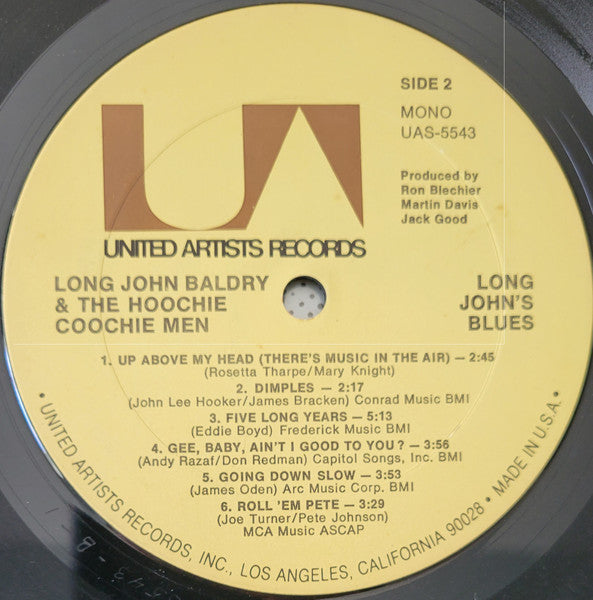 SIDE 2
MONO
UAS-5543
Produced by
Ron Blechier
Martin Davis
Jack Good
UA
UNITED ARTISTS RECORDS
LONG JOHN BALDRY
& THE HOOCHIE
COOCHIE MEN
LONG
JOHN'S
BLUES
1. UP ABOVE MY HEAD (THERE'S MUSIC IN THE AIR) — 2:45
(Rosetta Tharpe/Mary Knight)
2. DIMPLES — 2:17
(John Lee Hooker/James Bracken) Conrad Music BMI
3. FIVE LONG YEARS — 5:13
(Eddie Boyd) Frederick Music BMI
4. GEE, BABY, AIN'T I GOOD TO YOU? — 3:56
(Andy Razaf/Don Redman) Capitol Songs, Inc. BMI
5. GOING DOWN SLOW — 3:53
(James Oden) Arc Music Corp. BMI
6. ROLL 'EM PETE — 3:29
(Joe Turner/Pete Johnson)
MCA Music ASCAP
• UNITED ARTISTS RECORDS, INC., LOS ANGELES, CALIFORNIA 90028 • MADE IN U.S.A. •